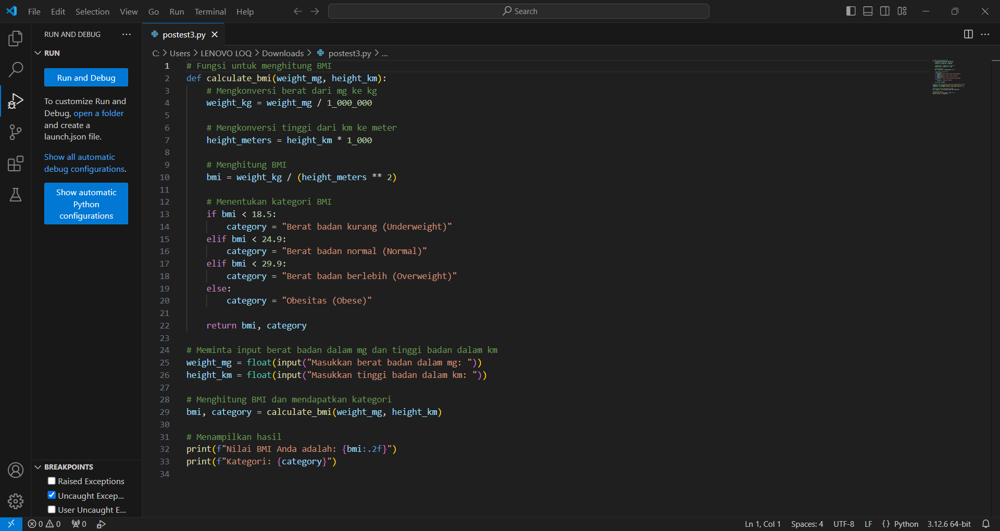 File Edit Selection View Go Run Terminal Help
Search
RUN AND DEBUG
RUN
Run and Debug
To customize Run and
Debug, open a folder
and create a
launch.json file.
Show all automatic
debug configurations.
Show automatic
Python
configurations
BREAKPOINTS
Raised Exceptions
Uncaught Excep...
User Uncaught E...
postest3.py
C: > Users > LENOVO LOQ > Downloads > postest3.py > ...
1 # Fungsi untuk menghitung BMI
2 def calculate_bmi(weight_mg, height_km):
3     # Mengkonversi berat dari mg ke kg
4     weight_kg = weight_mg / 1_000_000
5
6     # Mengkonversi tinggi dari km ke meter
7     height_meters = height_km * 1_000
8
9     # Menghitung BMI
10     bmi = weight_kg / (height_meters ** 2)
11
12     # Menentukan kategori BMI
13     if bmi < 18.5:
14         category = "Berat badan kurang (Underweight)"
15     elif bmi < 24.9:
16         category = "Berat badan normal (Normal)"
17     elif bmi < 29.9:
18         category = "Berat badan berlebih (Overweight)"
19     else:
20         category = "Obesitas (Obese)"
21
22     return bmi, category
23
24 # Meminta input berat badan dalam mg dan tinggi badan dalam km
25 weight_mg = float(input("Masukkan berat badan dalam mg: "))
26 height_km = float(input("Masukkan tinggi badan dalam km: "))
27
28 # Menghitung BMI dan mendapatkan kategori
29 bmi, category = calculate_bmi(weight_mg, height_km)
30
31 # Menampilkan hasil
32 print(f"Nilai BMI Anda adalah: {bmi:.2f}")
33 print(f"Kategori: {category}")
34
0 0 0 Ln 1, Col 1 Spaces: 4 UTF-8 LF {} Python 3.12.6 64-bit